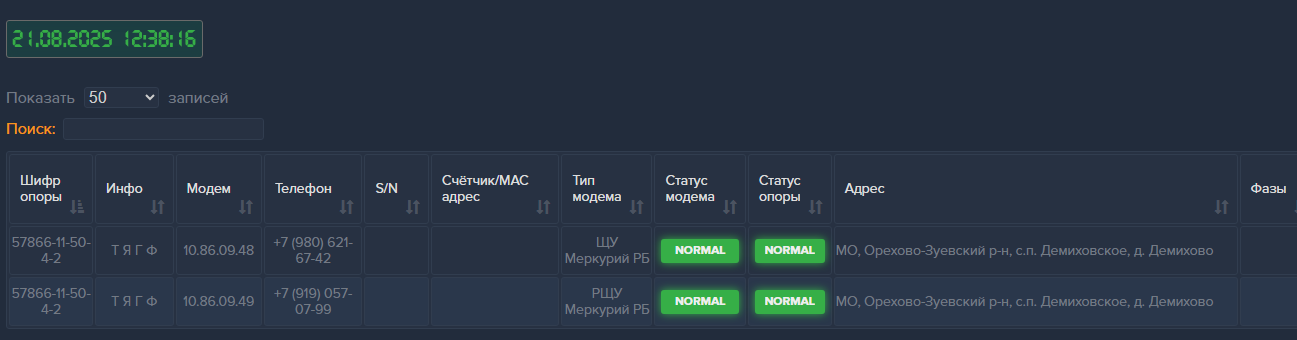 21.08.2025 12:38:16
Показать 50 записей
Поиск:
Шифр опоры Инфо Модем Телефон S/N Счётчик/MAC адрес Тип модема Статус модема Статус опоры Адрес Фазы
57866-11-50-4-2 Т Я Г Ф 10.86.09.48 +7 (980) 621-67-42 ЩУ Меркурий РБ NORMAL NORMAL МО, Орехово-Зуевский р-н, с.п. Демиховское, д. Демихово
57866-11-50-4-2 Т Я Г Ф 10.86.09.49 +7 (919) 057-07-99 РЩУ Меркурий РБ NORMAL NORMAL МО, Орехово-Зуевский р-н, с.п. Демиховское, д. Демихово